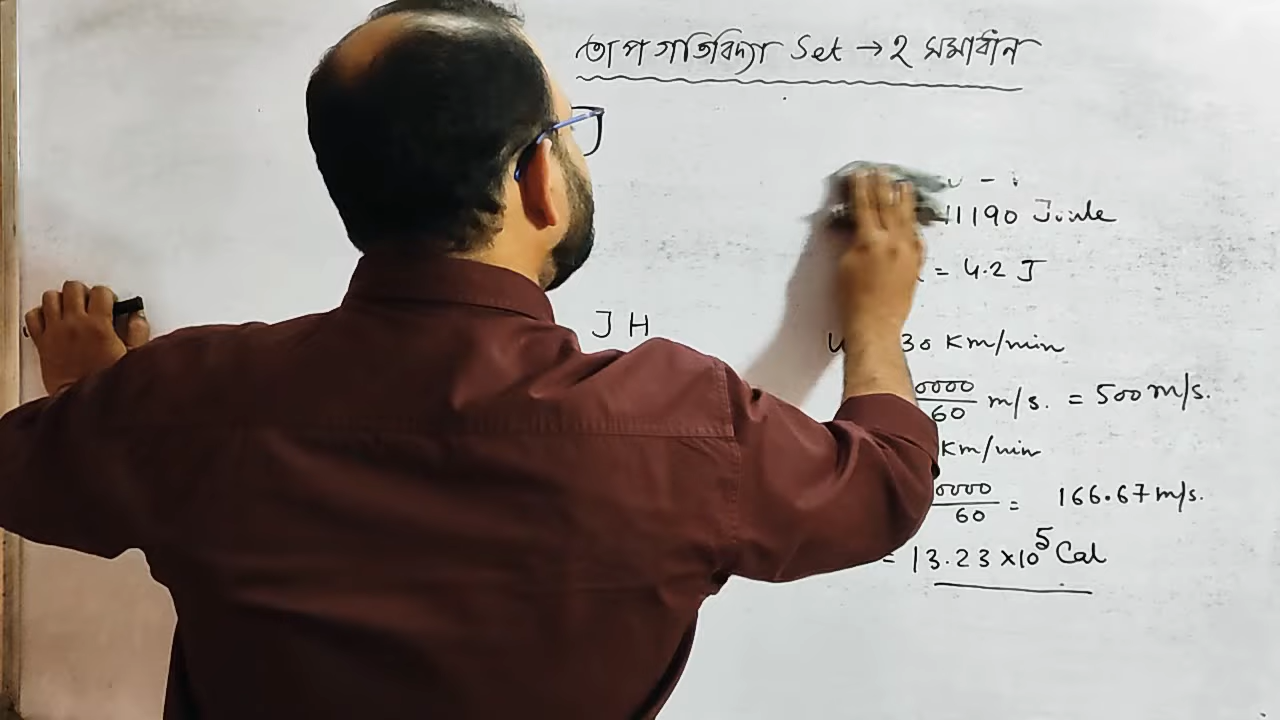 তাপগতিবিদ্যা Set → ২ সমাধান
11190 Joule
= 4.2 J
J H
30 Km/min
0000/60 m/s. = 500 m/s.
Km/min
0000/60 = 166.67 m/s.
= 13.23 × 10⁵ Cal